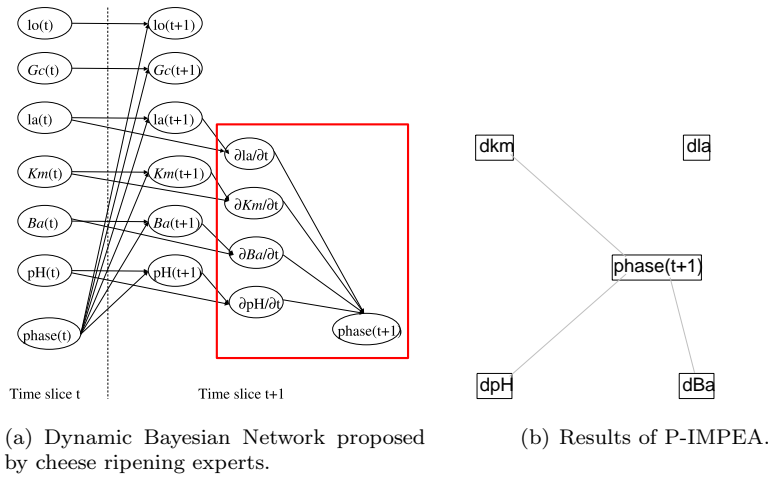 lo(t)
lo(t+1)
Gc(t)
Gc(t+1)
la(t)
la(t+1)
∂la/∂t
Km(t)
Km(t+1)
∂Km/∂t
Ba(t)
Ba(t+1)
∂Ba/∂t
pH(t)
pH(t+1)
∂pH/∂t
phase(t)
phase(t+1)
Time slice t
Time slice t+1
(a) Dynamic Bayesian Network proposed
by cheese ripening experts.
dkm
dla
phase(t+1)
dpH
dBa
(b) Results of P-IMPEA.